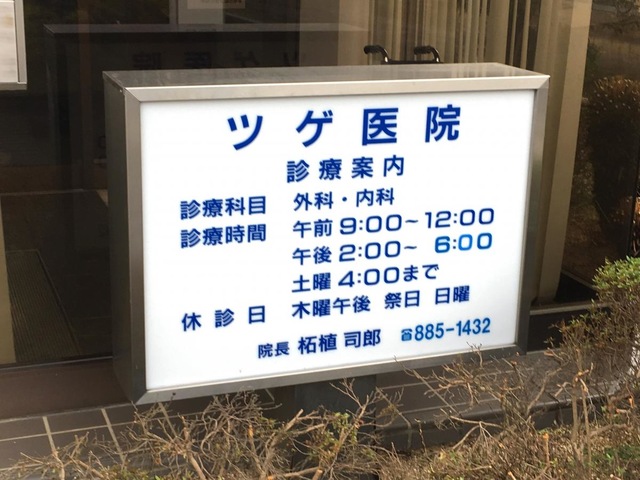 ツゲ医院
診療案内
診療科目 外科・内科
診療時間 午前 9:00~12:00
午後 2:00~ 6:00
土曜 4:00まで
休診日 木曜午後 祭日 日曜
院長 柘植 司郎 ☎885-1432